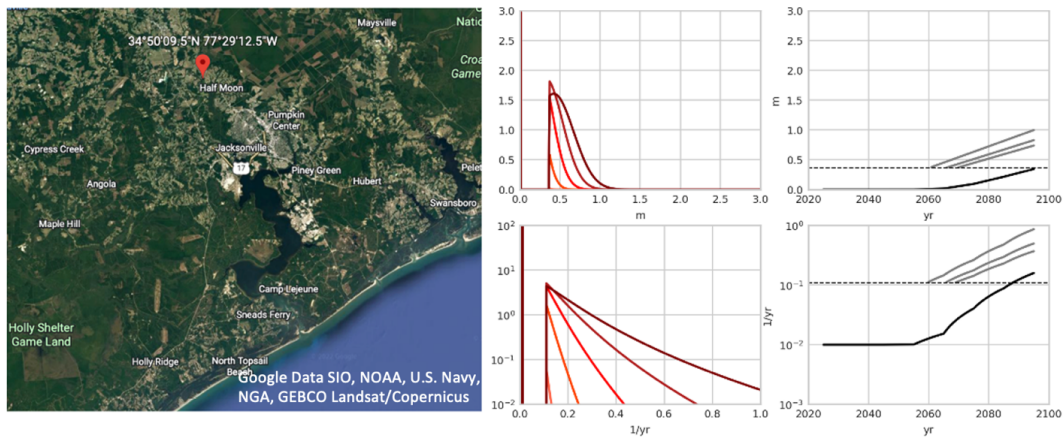 Maysville
34°50'09.5"N 77°29'12.5"W
Natio
Croa
Game
Half Moon
Pumpkin
Center
Jacksonville
17
Cypress Creek
Piney Green
Pelet
Angola
Hubert
Swansboro
Maple Hill
Camp Lejeune
Sneads Ferry
Holly Shelter
Game Land
Holly Ridge
North Topsail
Beach
Google Data SIO, NOAA, U.S. Navy,
NGA, GEBCO Landsat/Copernicus
3.0
2.5
2.0
1.5
1.0
0.5
0.0
0.0 0.5 1.0 1.5 2.0 2.5 3.0
m
m
3.0
2.5
2.0
1.5
1.0
0.5
0.0
2020 2040 2060 2080 2100
yr
10²
10¹
10⁰
10⁻¹
10⁻²
0.0 0.2 0.4 0.6 0.8 1.0
1/yr
1/yr
10⁰
10⁻¹
10⁻²
10⁻³
2020 2040 2060 2080 2100
yr